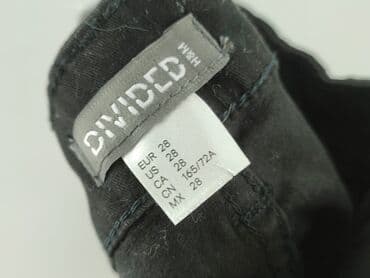 DIVIDED
H&M
EUR 28
US 28
CA 28
CN 165/72A
MX 28